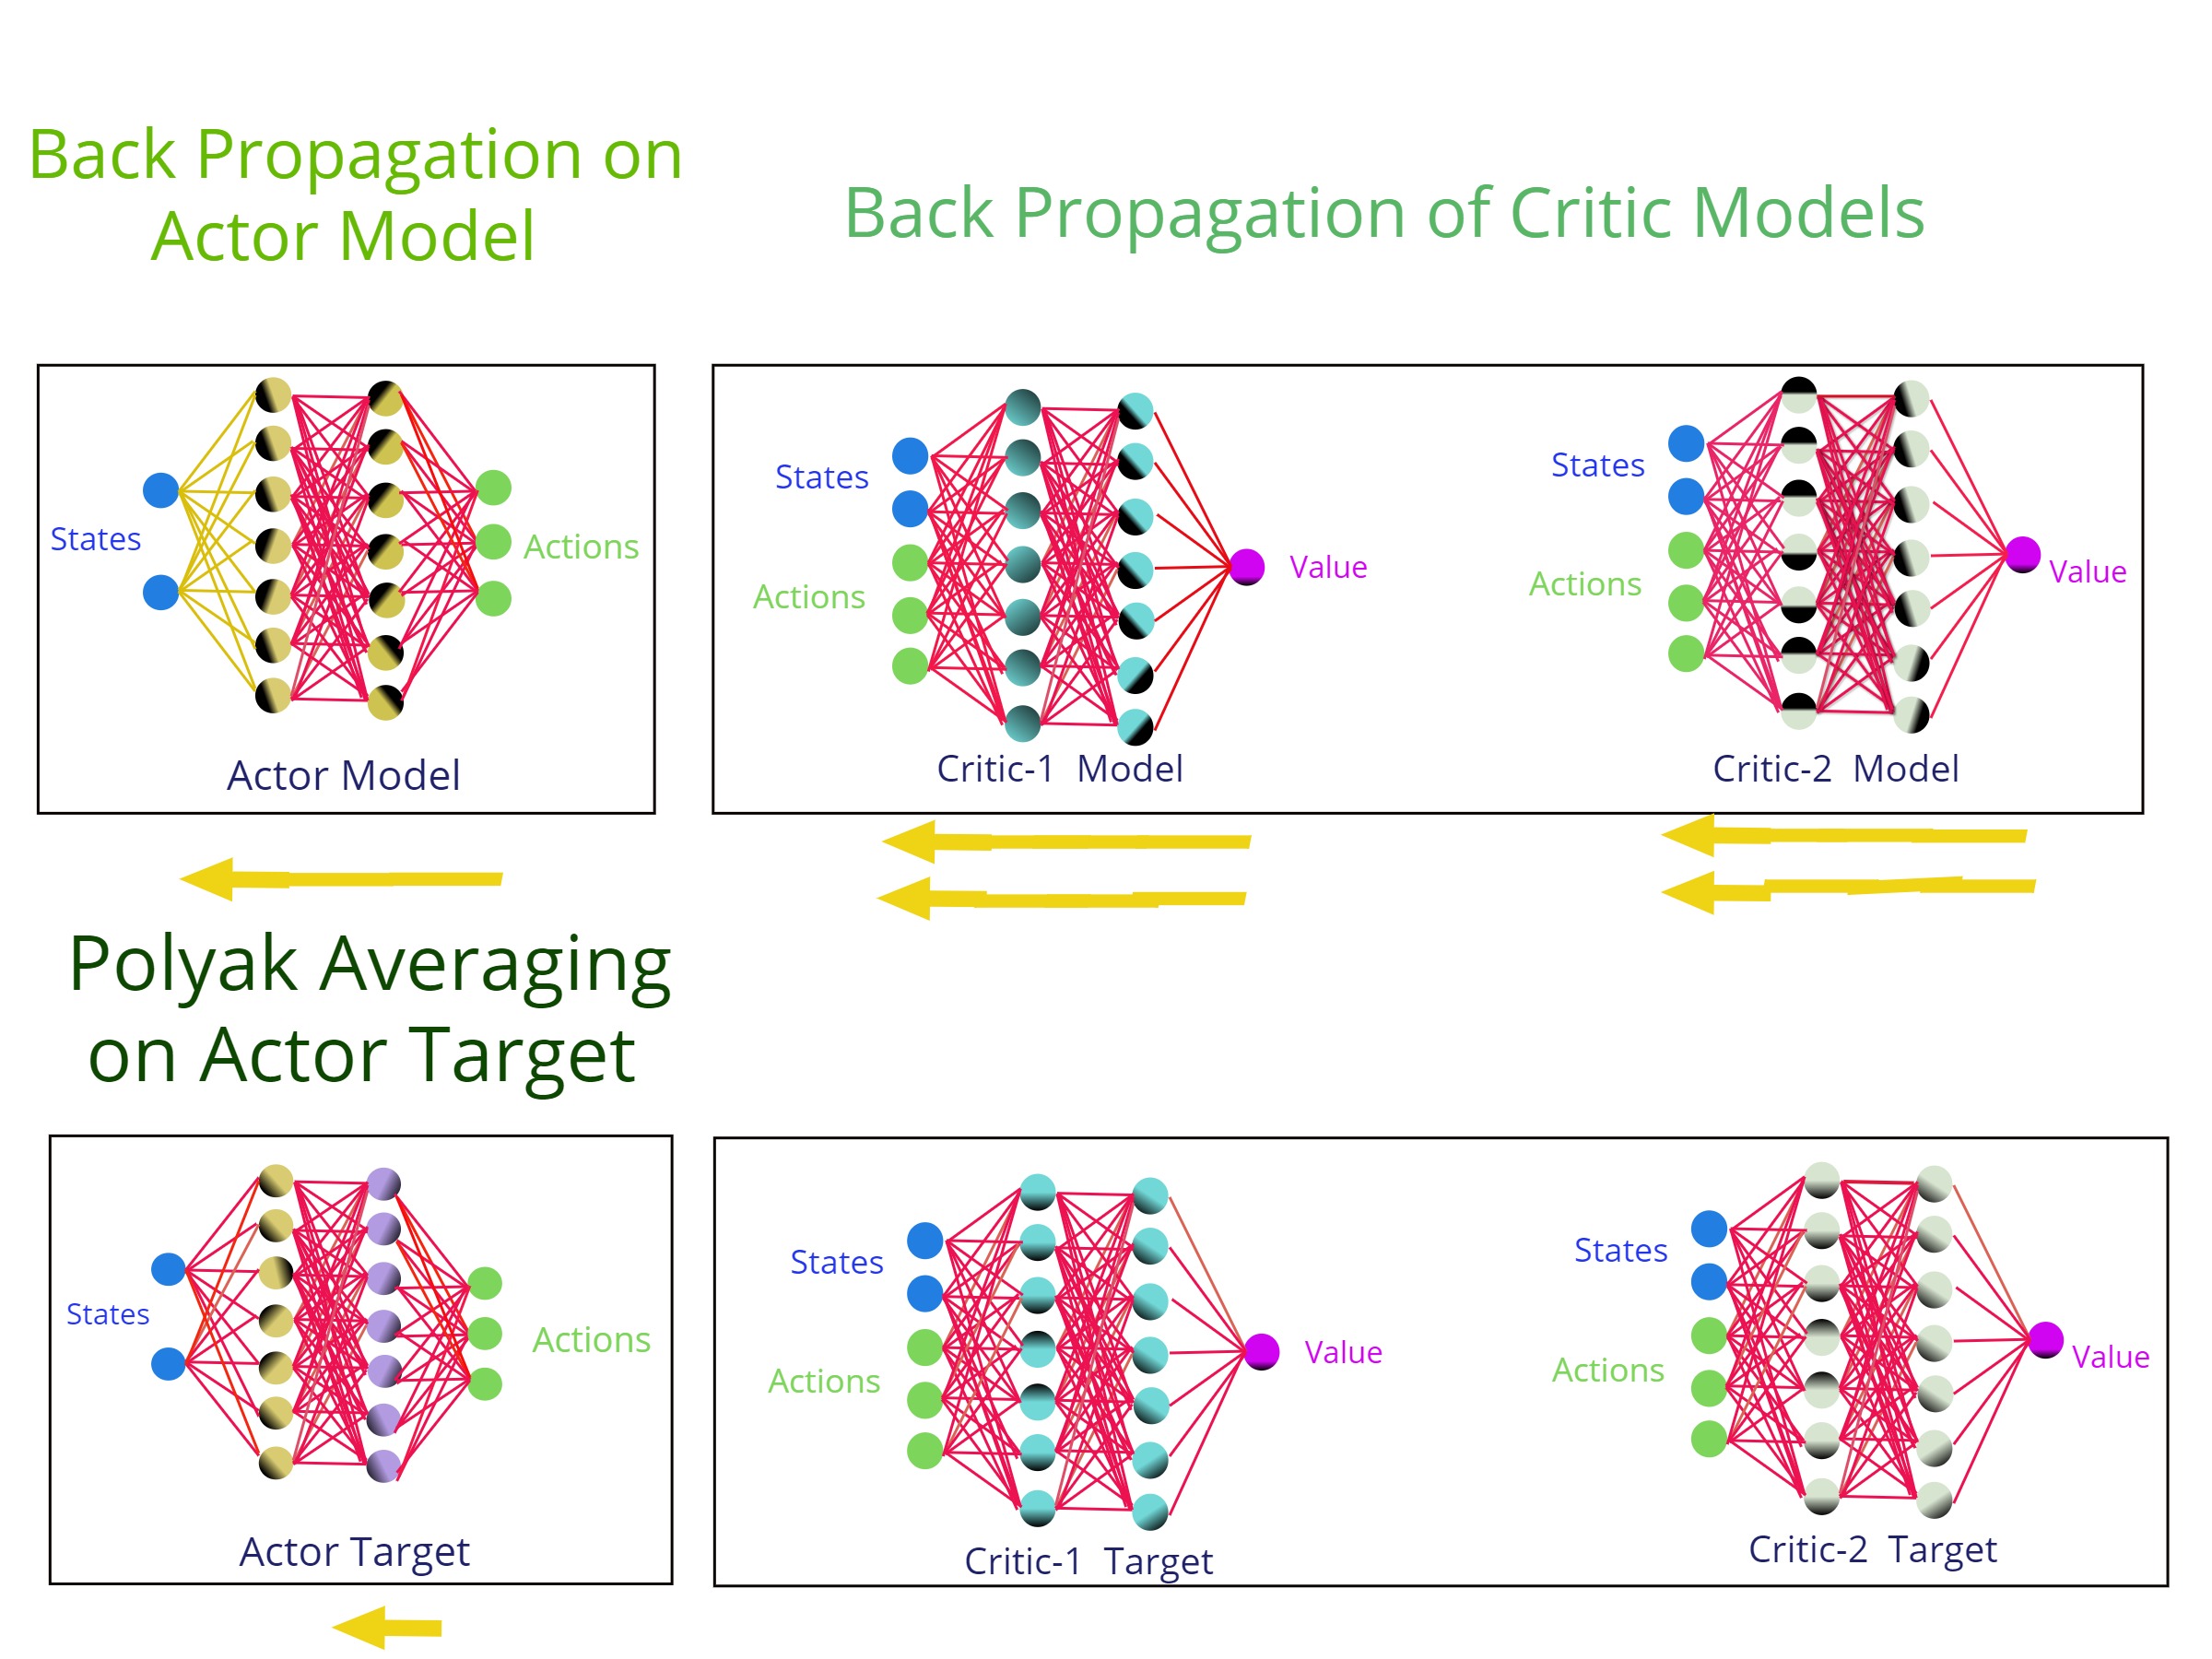 Back Propagation on
Actor Model
Back Propagation of Critic Models
States
Actions
Actor Model
States
Actions
Value
Critic-1 Model
States
Actions
Value
Critic-2 Model
Polyak Averaging
on Actor Target
States
Actions
Actor Target
States
Actions
Value
Critic-1 Target
States
Actions
Value
Critic-2 Target